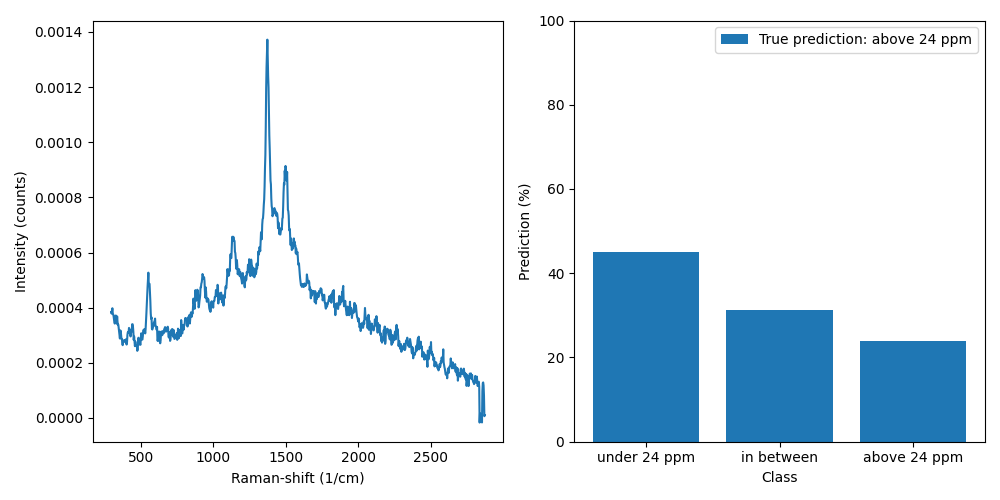 0.0014
0.0012
0.0010
0.0008
0.0006
0.0004
0.0002
0.0000
Intensity (counts)
500 1000 1500 2000 2500
Raman-shift (1/cm)
100
80
60
40
20
0
Prediction (%)
True prediction: above 24 ppm
under 24 ppm in between above 24 ppm
Class